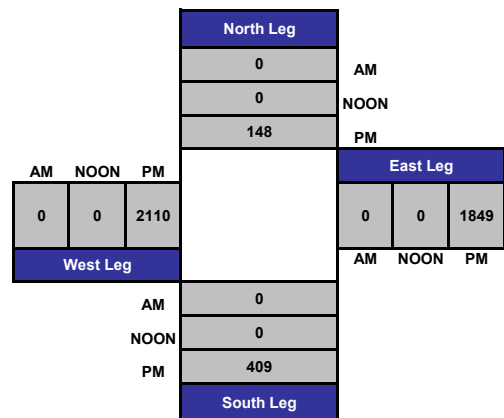 North Leg
0 AM
0 NOON
148 PM
AM NOON PM
East Leg
0 0 2110
0 0 1849
West Leg
AM NOON PM
AM 0
NOON 0
PM 409
South Leg